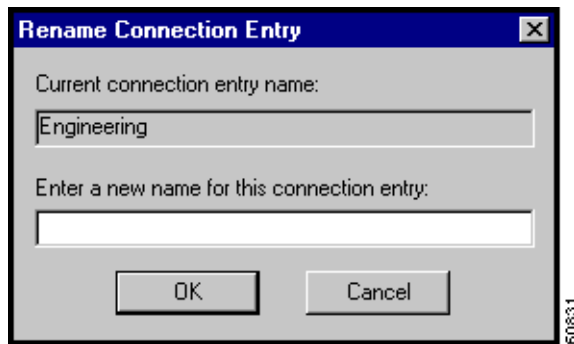 Rename Connection Entry
Current connection entry name:
Engineering
Enter a new name for this connection entry:
OK
Cancel
60831